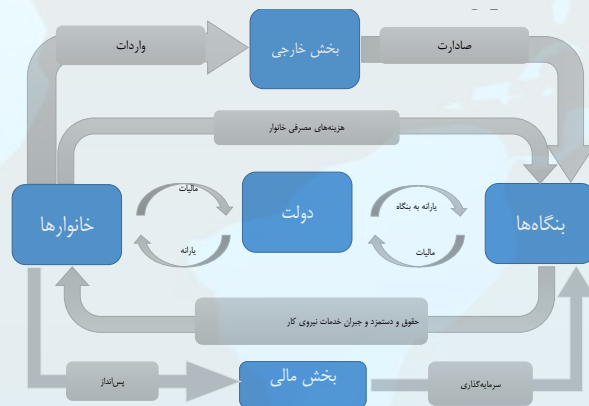 واردات
بخش خارجی
صادارت
هزینه‌های مصرفی خانوار
خانوارها
مالیات
یارانه
دولت
یارانه به بنگاه
مالیات
بنگاه‌ها
حقوق و دستمزد و جبران خدمات نیروی کار
پس‌انداز
بخش مالی
سرمایه‌گذاری